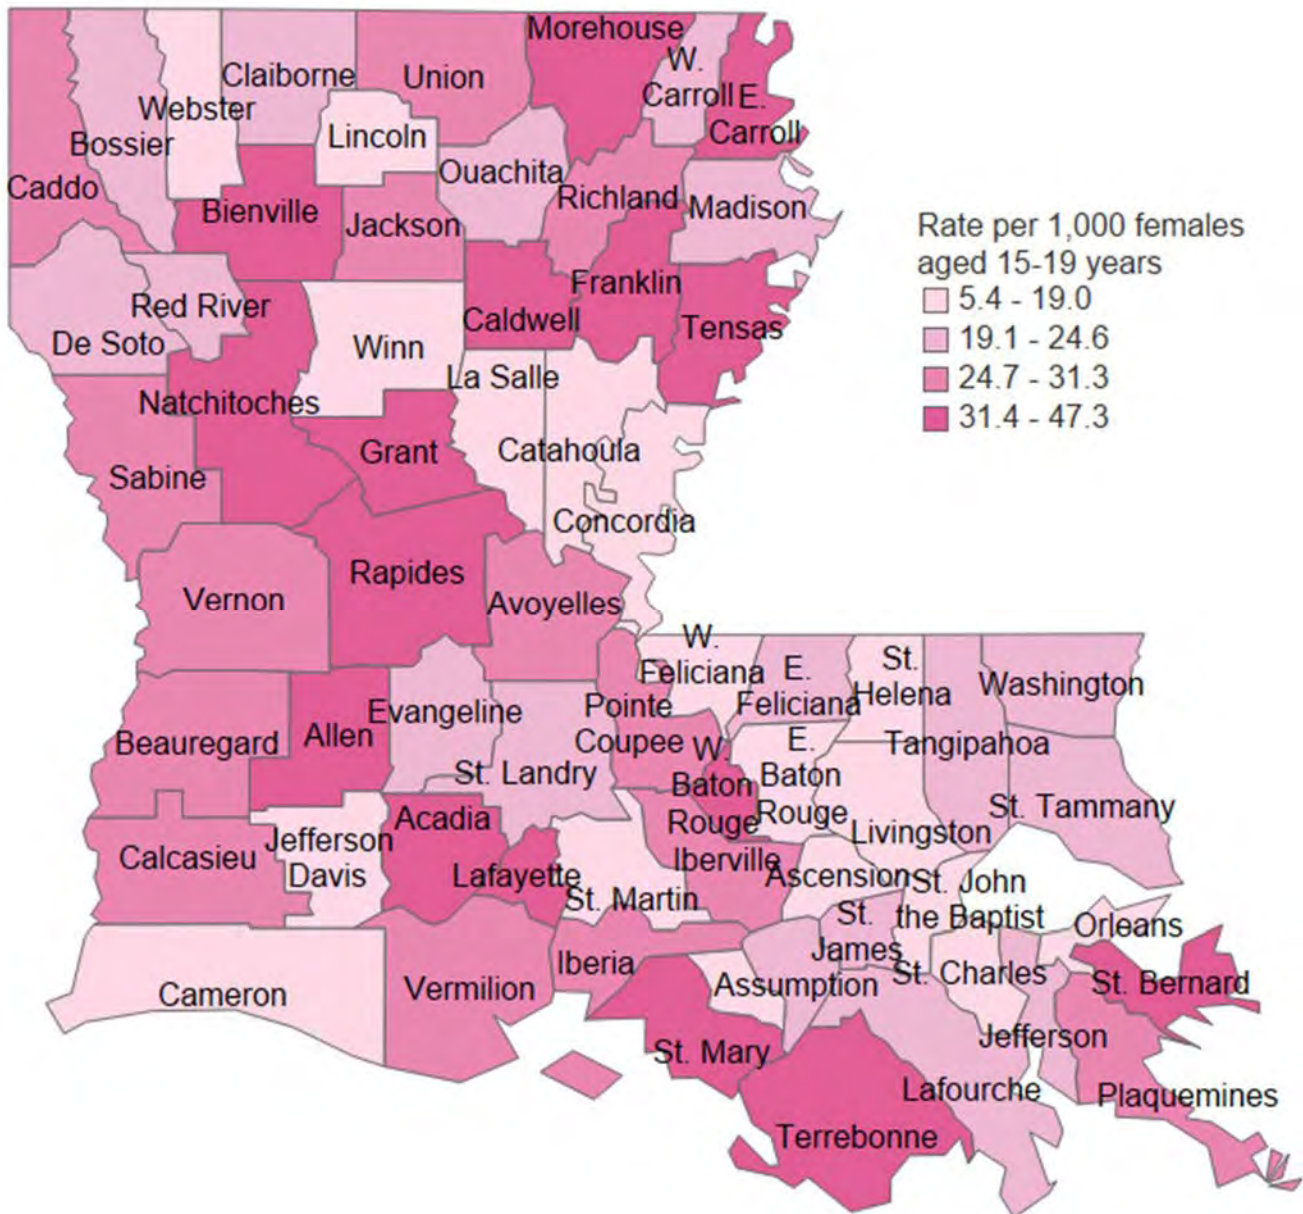 Morehouse
W.
Carroll
E.
Carroll
Claiborne
Union
Webster
Lincoln
Bossier
Ouachita
Caddo
Richland
Madison
Bienville
Jackson
Rate per 1,000 females
aged 15-19 years
5.4 - 19.0
19.1 - 24.6
24.7 - 31.3
31.4 - 47.3
Franklin
Red River
Caldwell
Tensas
De Soto
Winn
La Salle
Natchitoches
Grant
Catahoula
Sabine
Concordia
Rapides
Vernon
Avoyelles
W.
Feliciana
E.
Feliciana
St.
Helena
Washington
Pointe
Coupee
Evangeline
Allen
Beauregard
Tangipahoa
W.
Baton
Rouge
E.
Baton
Rouge
St. Landry
St. Tammany
Acadia
Livingston
Jefferson
Davis
Calcasieu
Iberville
Lafayette
Ascension
St. John
the Baptist
St. Martin
St.
James
Orleans
Iberia
St. Charles
St. Bernard
Assumption
Cameron
Vermilion
Jefferson
St. Mary
Lafourche
Plaquemines
Terrebonne